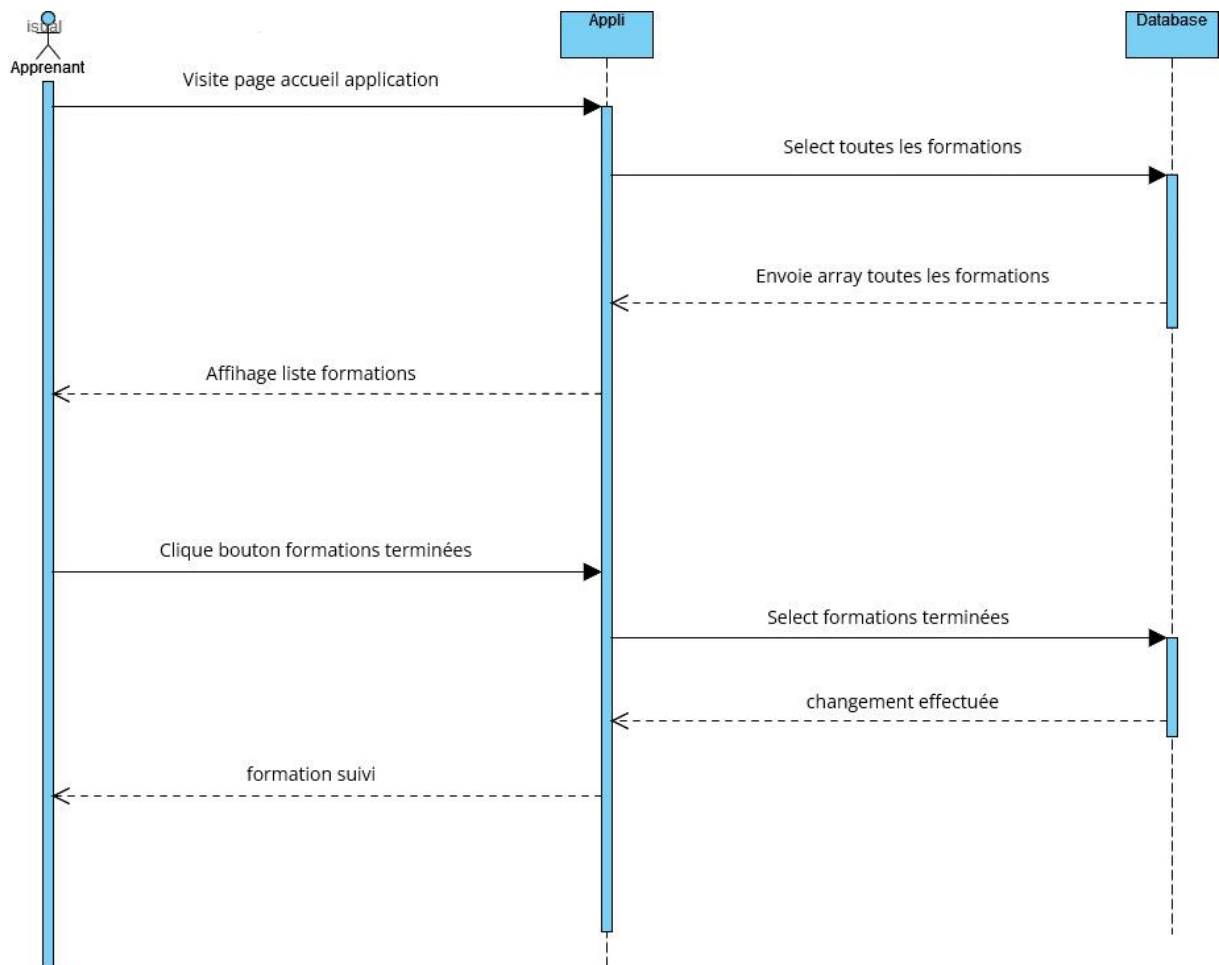 isual
Appli
Database
Apprenant
Visite page accueil application
Select toutes les formations
Envoie array toutes les formations
Affihage liste formations
Clique bouton formations terminées
Select formations terminées
changement effectuée
formation suivi